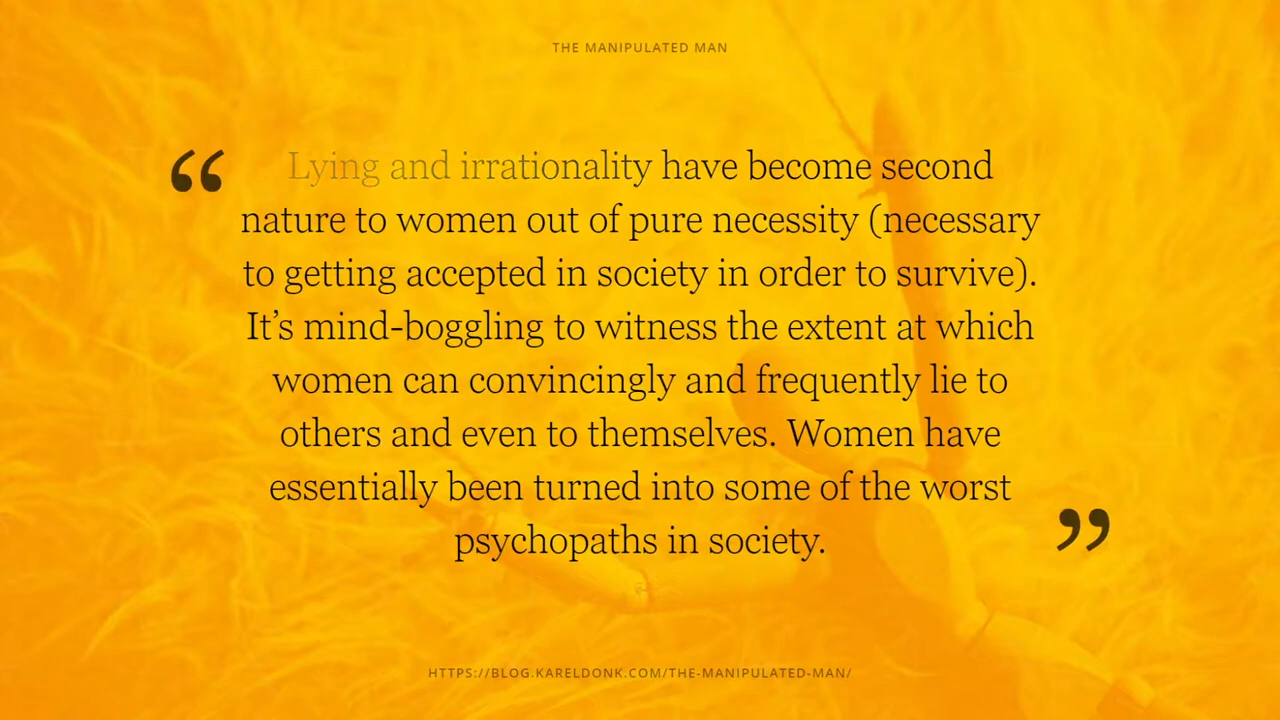 THE MANIPULATED MAN
“ Lying and irrationality have become second
nature to women out of pure necessity (necessary
to getting accepted in society in order to survive).
It’s mind-boggling to witness the extent at which
women can convincingly and frequently lie to
others and even to themselves. Women have
essentially been turned into some of the worst
psychopaths in society. ”
HTTPS://BLOG.KARELDONK.COM/THE-MANIPULATED-MAN/